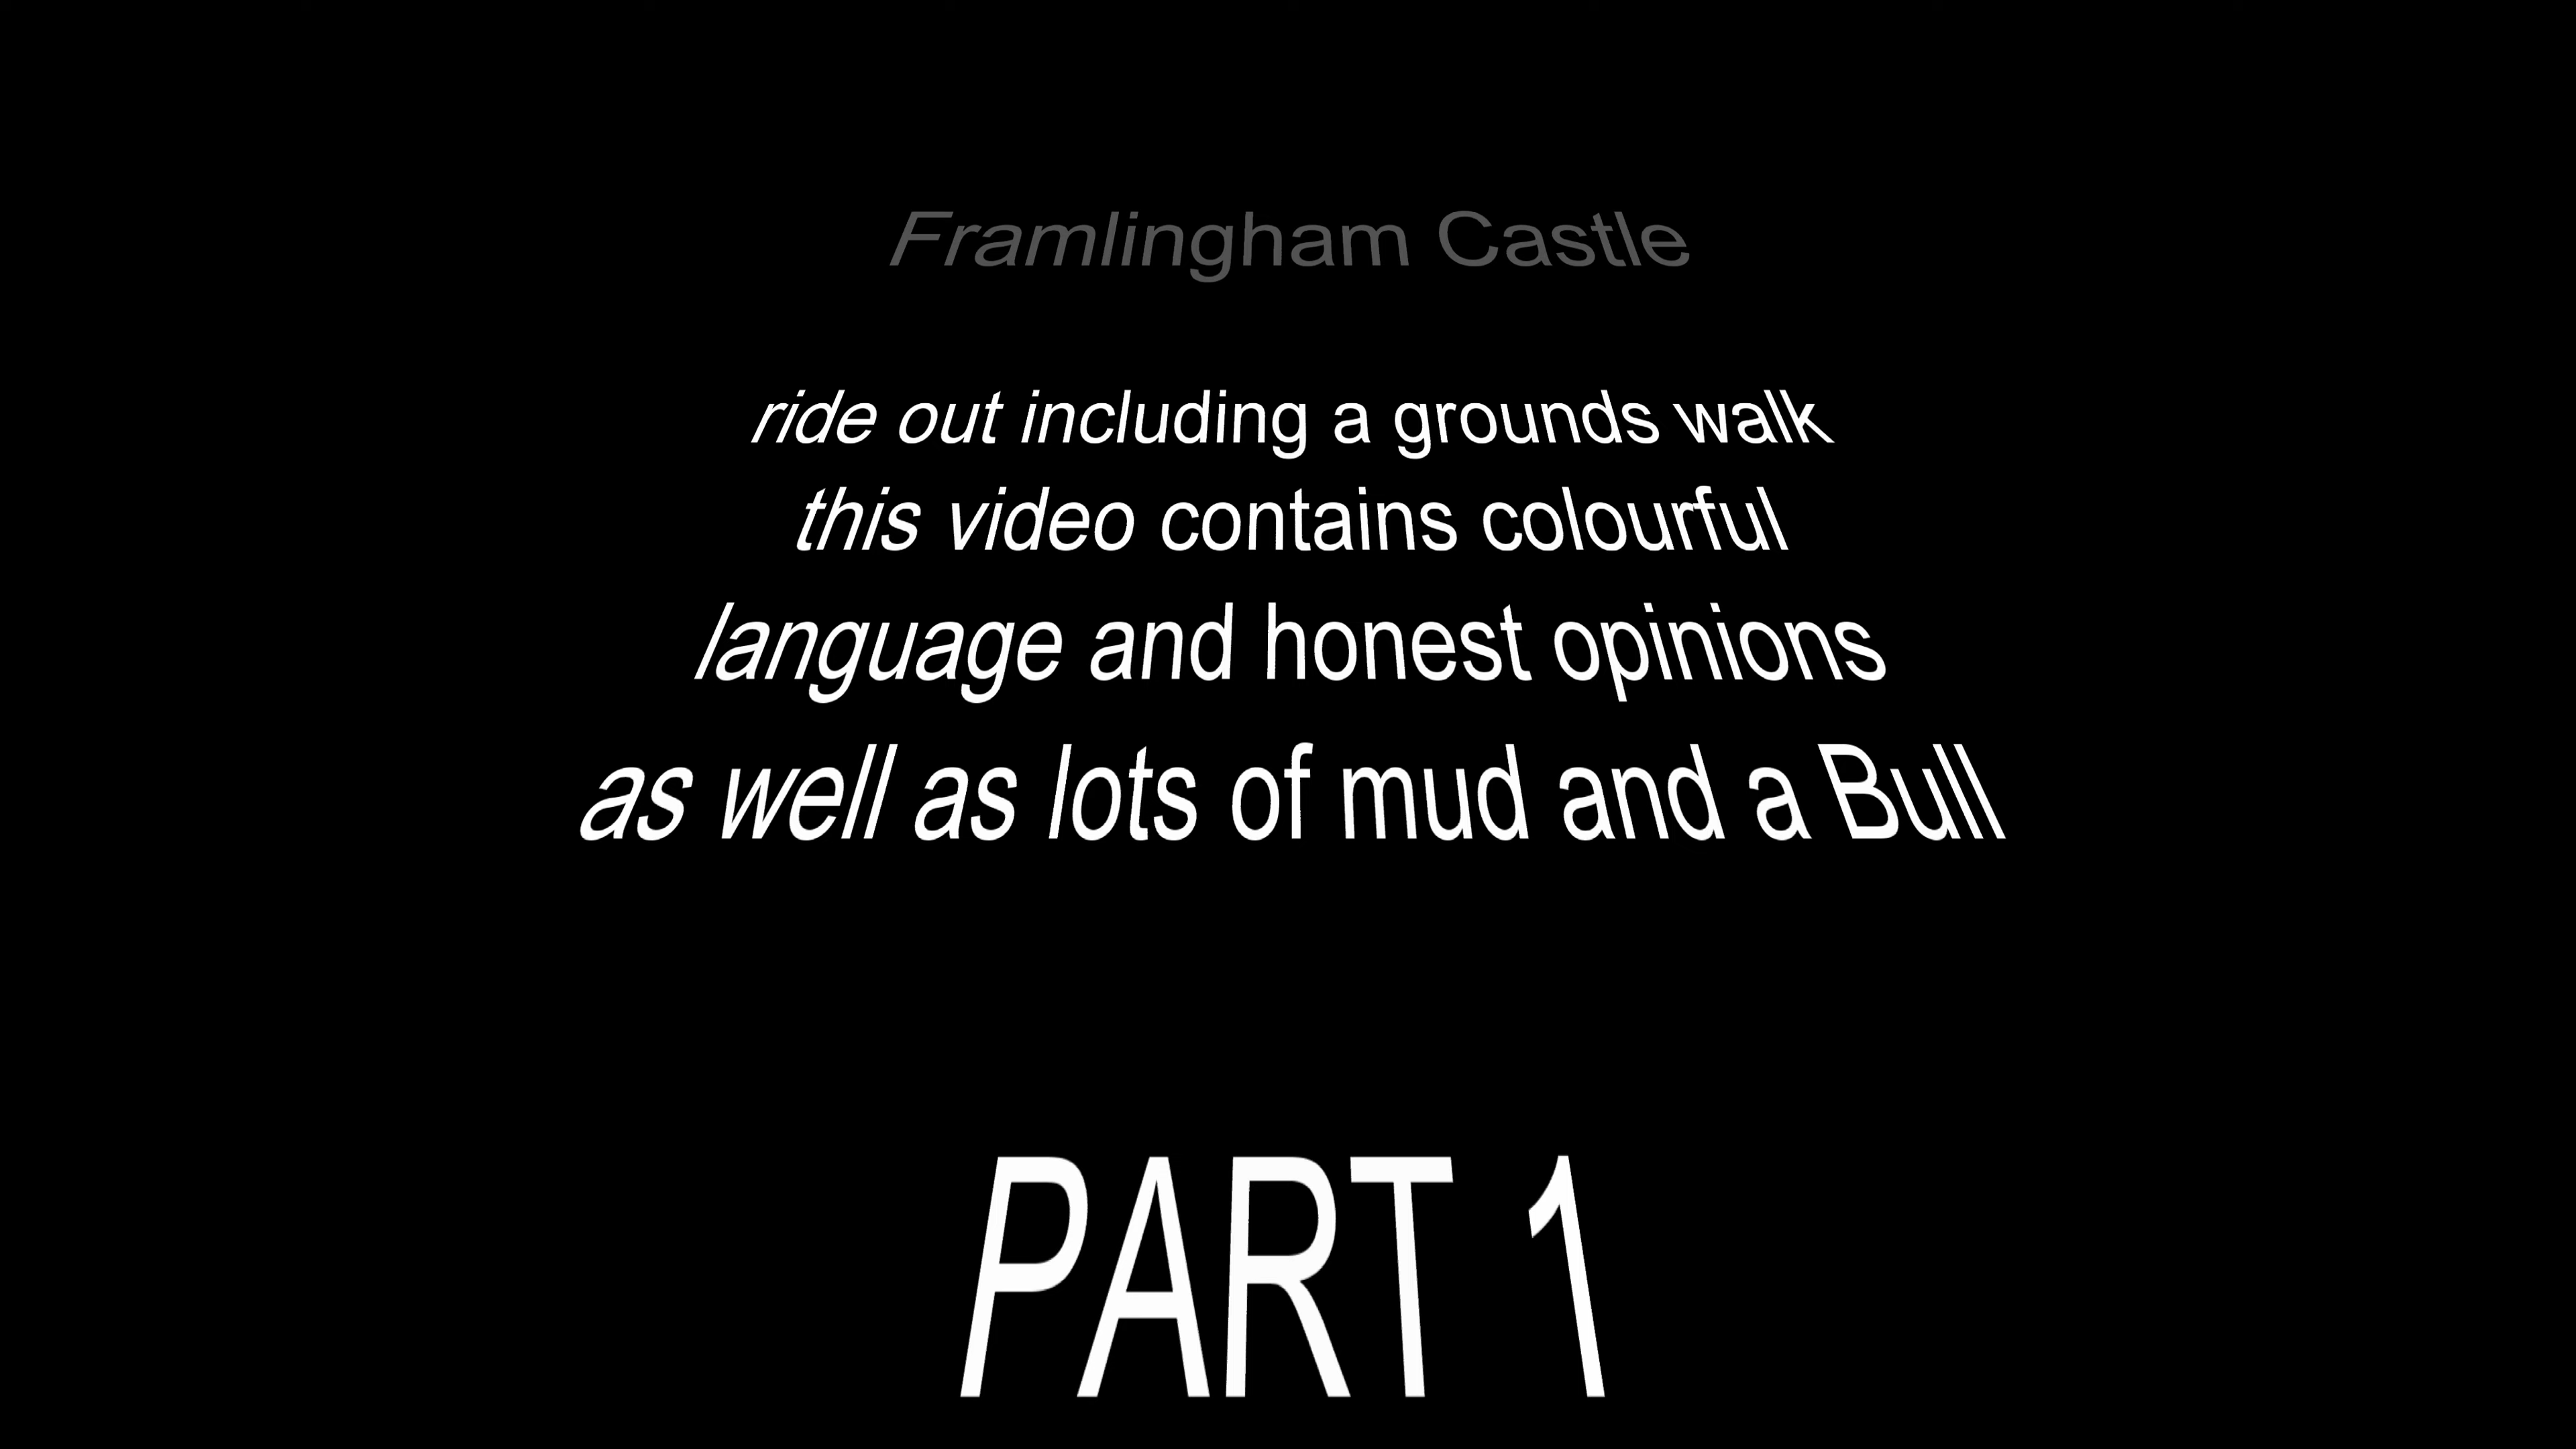 Framlingham Castle
ride out including a grounds walk
this video contains colourful
language and honest opinions
as well as lots of mud and a Bull
PART 1